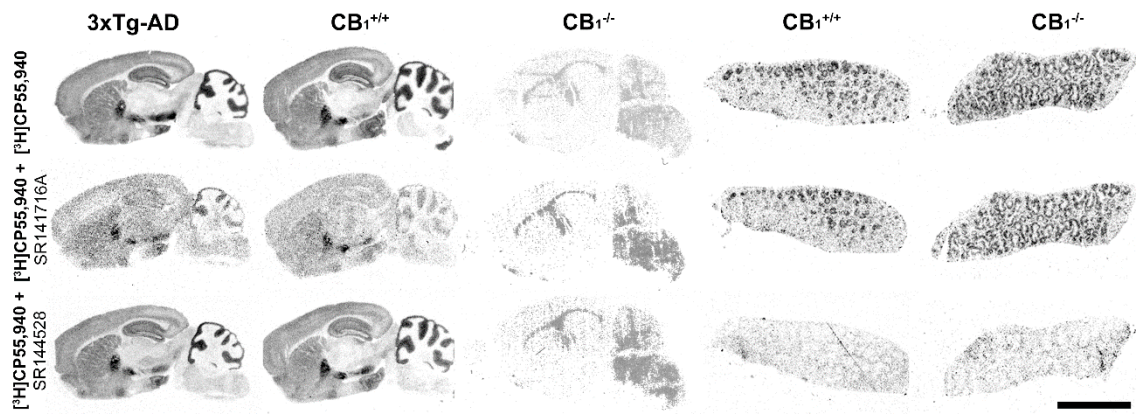 3xTg-AD CB₁⁺/⁺ CB₁⁻/⁻ CB₁⁺/⁺ CB₁⁻/⁻
[³H]CP55,940
[³H]CP55,940 +
SR141716A
[³H]CP55,940 +
SR144528